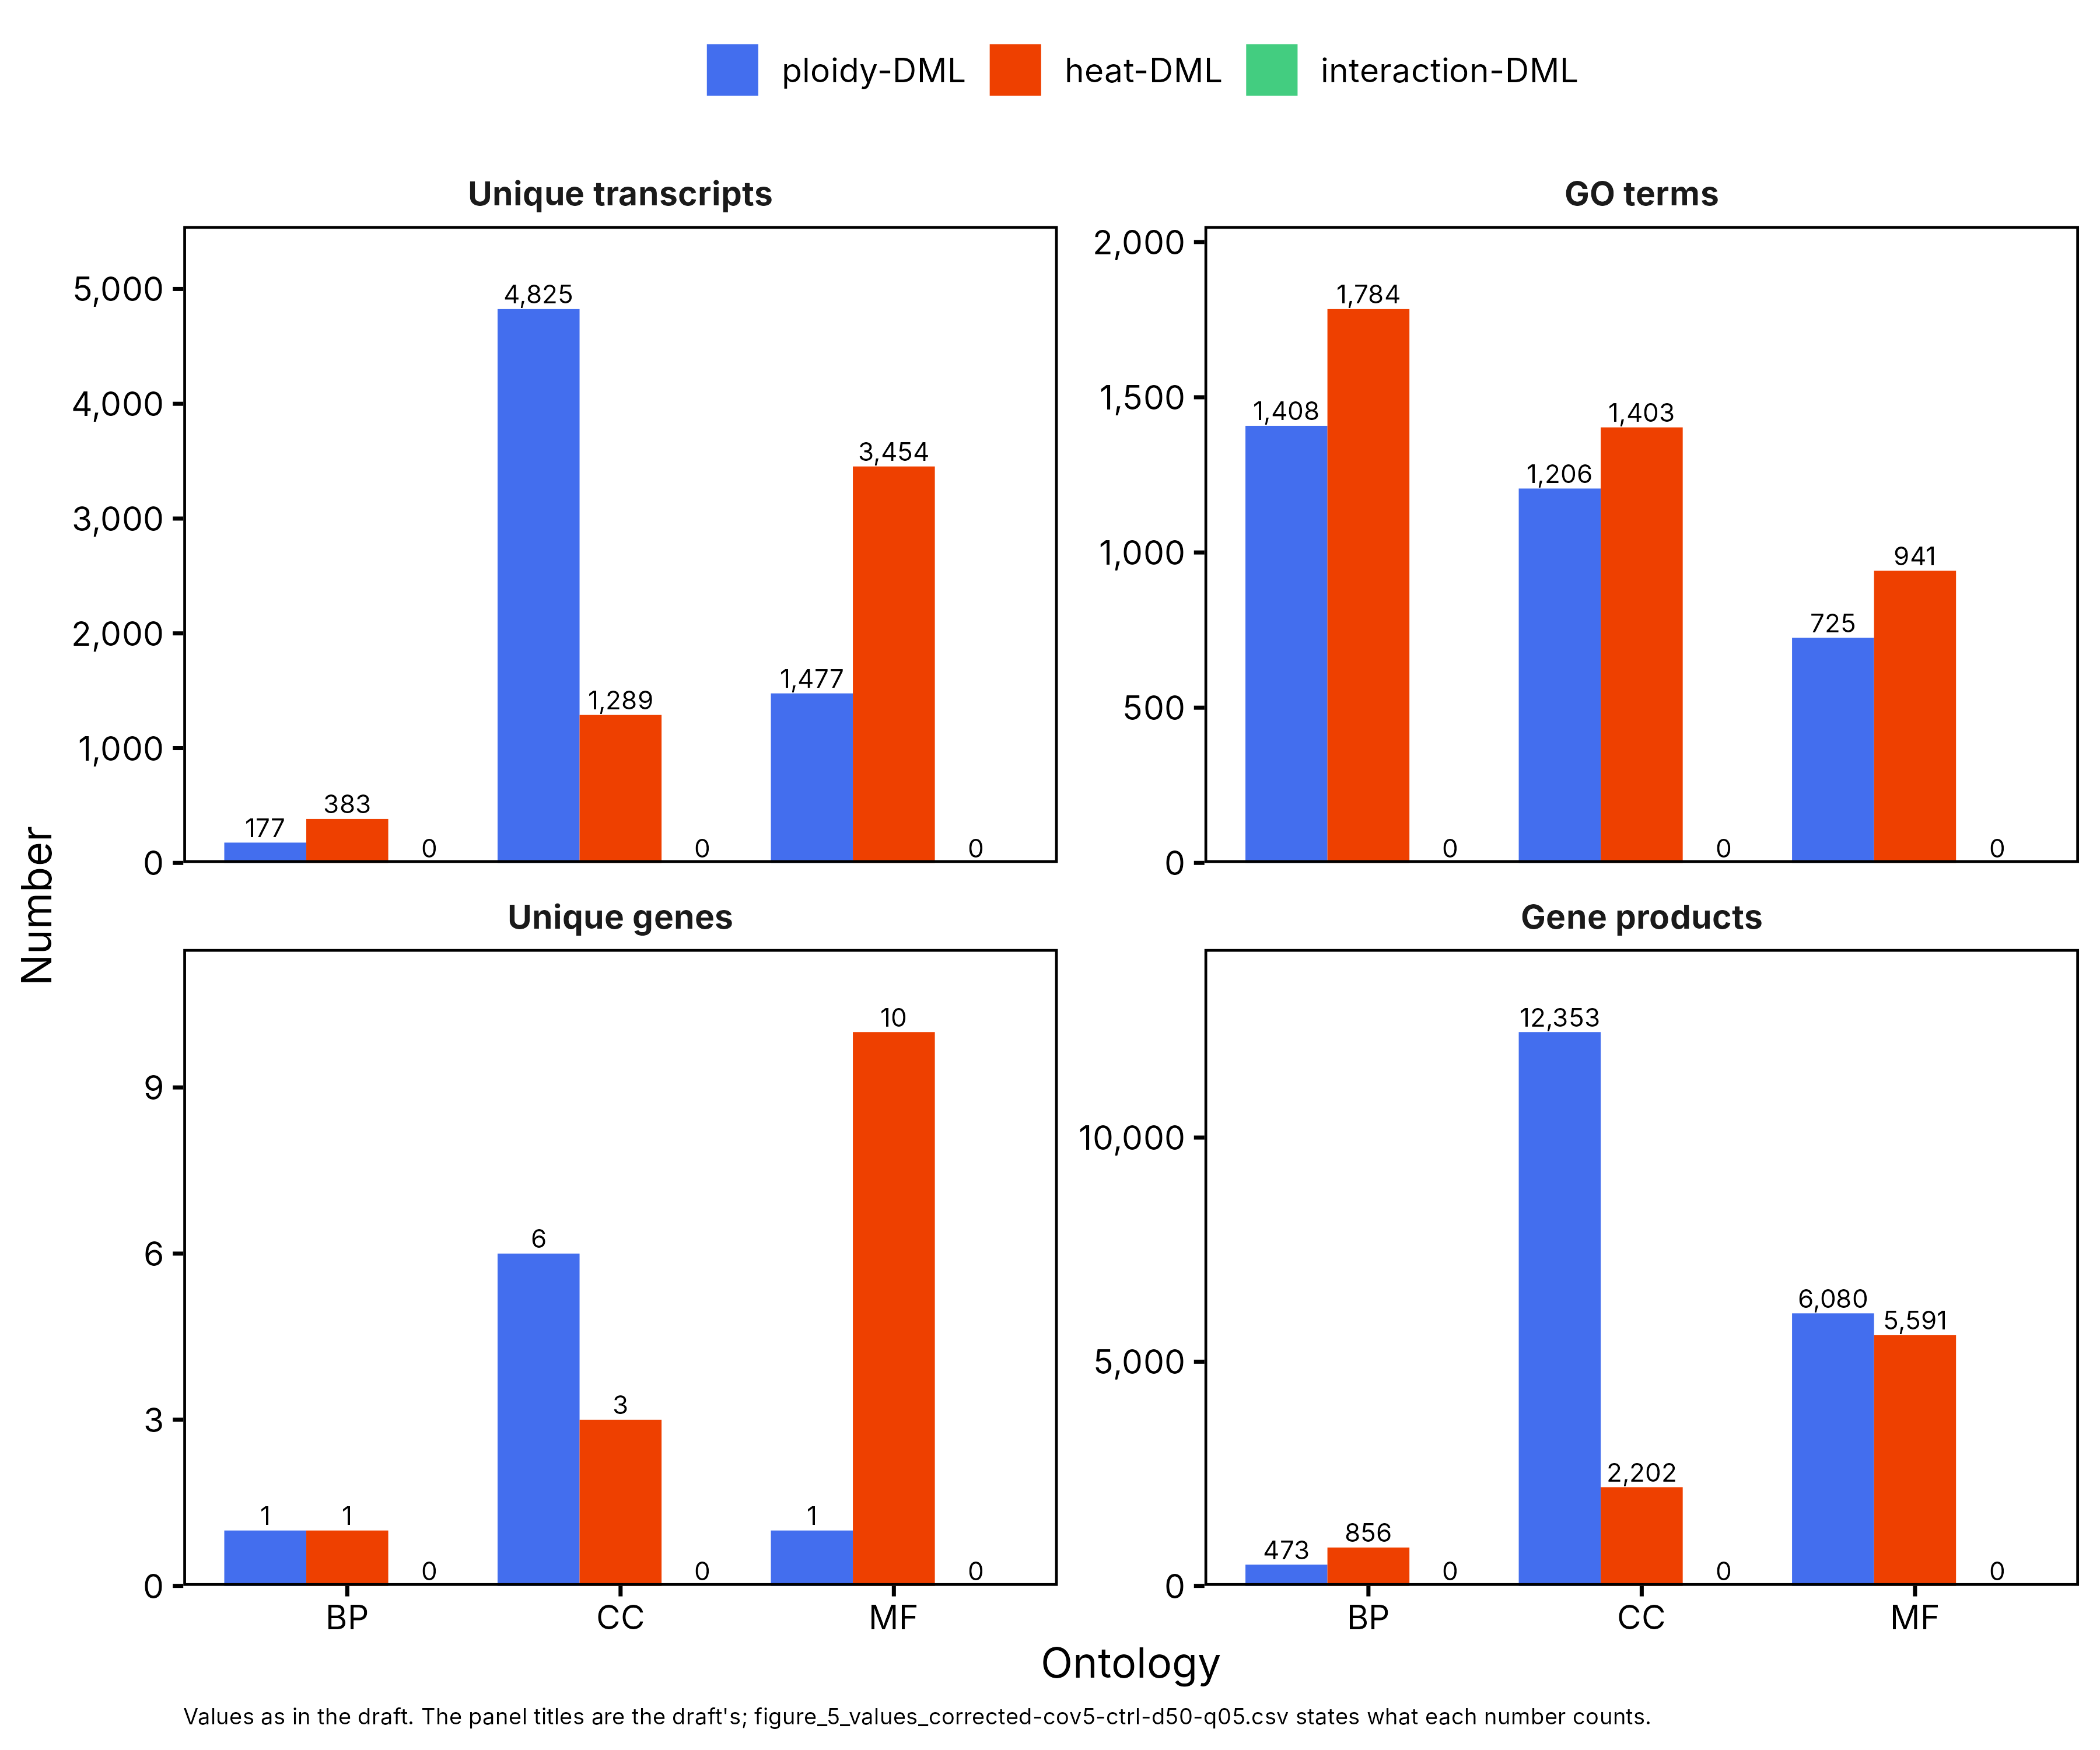 ploidy-DML heat-DML interaction-DML
Unique transcripts
5,000
4,000
3,000
2,000
1,000
0
177 383 0
4,825 1,289 0
1,477 3,454 0
GO terms
2,000
1,500
1,000
500
0
1,408 1,784 0
1,206 1,403 0
725 941 0
Number
Unique genes
9
6
3
0
1 1 0
6 3 0
1 10 0
BP CC MF
Gene products
10,000
5,000
0
473 856 0
12,353 2,202 0
6,080 5,591 0
BP CC MF
Ontology
Values as in the draft. The panel titles are the draft's; figure_5_values_corrected-cov5-ctrl-d50-q05.csv states what each number counts.